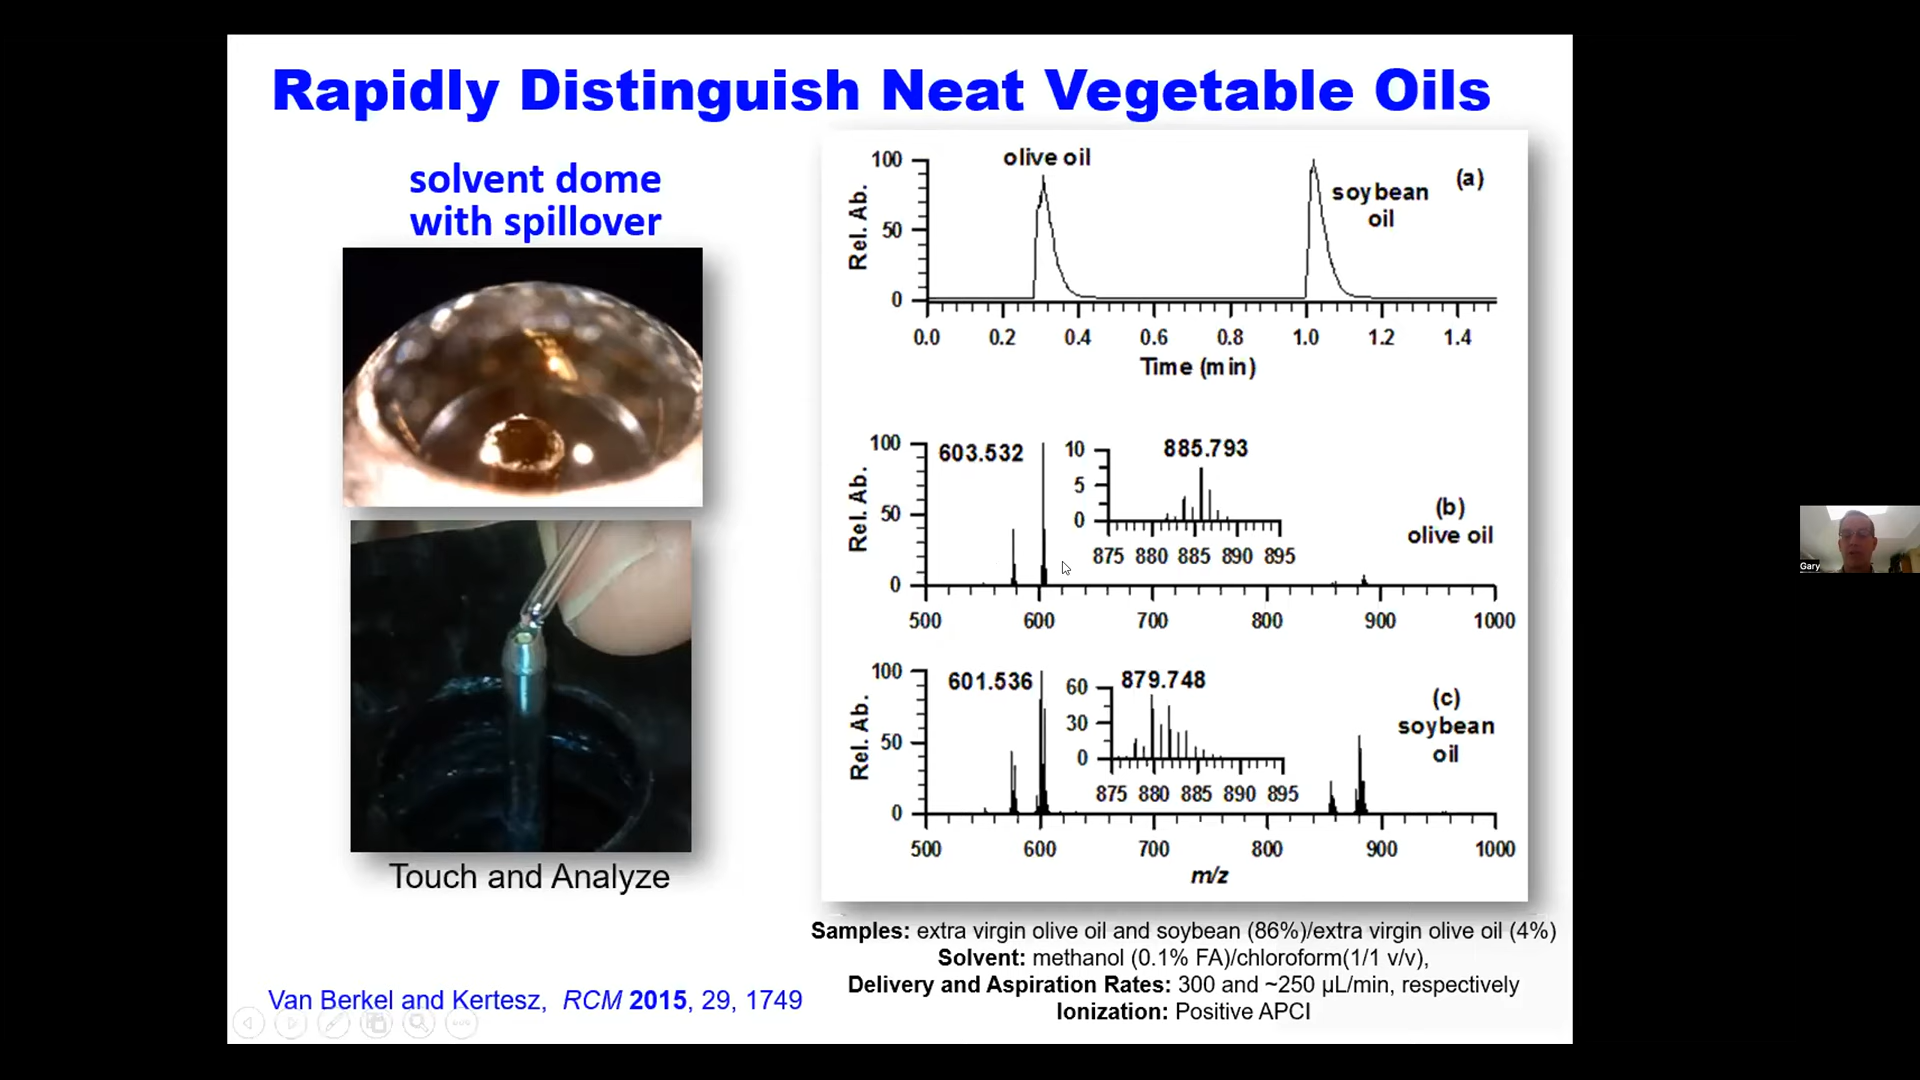 Rapidly Distinguish Neat Vegetable Oils
solvent dome
with spillover
Touch and Analyze
Van Berkel and Kertesz, RCM 2015, 29, 1749
olive oil
soybean
oil
(a)
Rel. Ab.
100
50
0
0.0 0.2 0.4 0.6 0.8 1.0 1.2 1.4
Time (min)
603.532
885.793
(b)
olive oil
Rel. Ab.
100
50
0
10
5
0
875 880 885 890 895
500 600 700 800 900 1000
601.536
879.748
(c)
soybean
oil
Rel. Ab.
100
50
0
60
30
0
875 880 885 890 895
500 600 700 800 900 1000
m/z
Samples: extra virgin olive oil and soybean (86%)/extra virgin olive oil (4%)
Solvent: methanol (0.1% FA)/chloroform(1/1 v/v),
Delivery and Aspiration Rates: 300 and ~250 µL/min, respectively
Ionization: Positive APCI
Gary